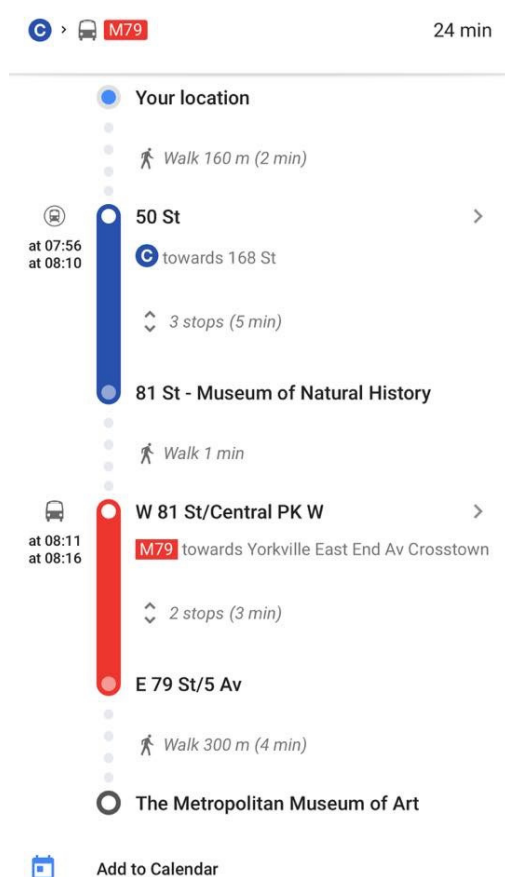 C > M79 24 min
Your location
Walk 160 m (2 min)
50 St
at 07:56
at 08:10
C towards 168 St
3 stops (5 min)
81 St - Museum of Natural History
Walk 1 min
W 81 St/Central PK W
at 08:11
at 08:16
M79 towards Yorkville East End Av Crosstown
2 stops (3 min)
E 79 St/5 Av
Walk 300 m (4 min)
The Metropolitan Museum of Art
Add to Calendar